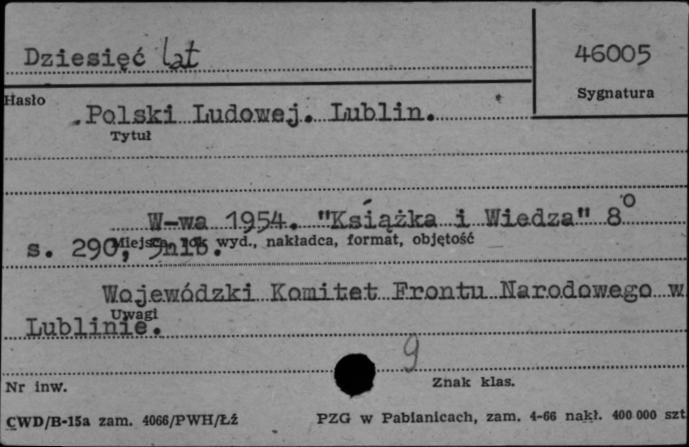 Dziesięć lat
46005
Hasło
Sygnatura
.Polski Ludowej. Lublin.
Tytuł
W-wa 1954. "Książka i Wiedza" 8°
s. 290, 5nlb.
Miejsce, rok wyd., nakładca, format, objętość
Wojewódzki Komitet Frontu Narodowego w
Uwagi
Lublinie.
9
Nr inw.
Znak klas.
CWD/B-15a zam. 4066/PWH/Łź
PZG w Pabianicach, zam. 4-66 nakł. 400 000 szt